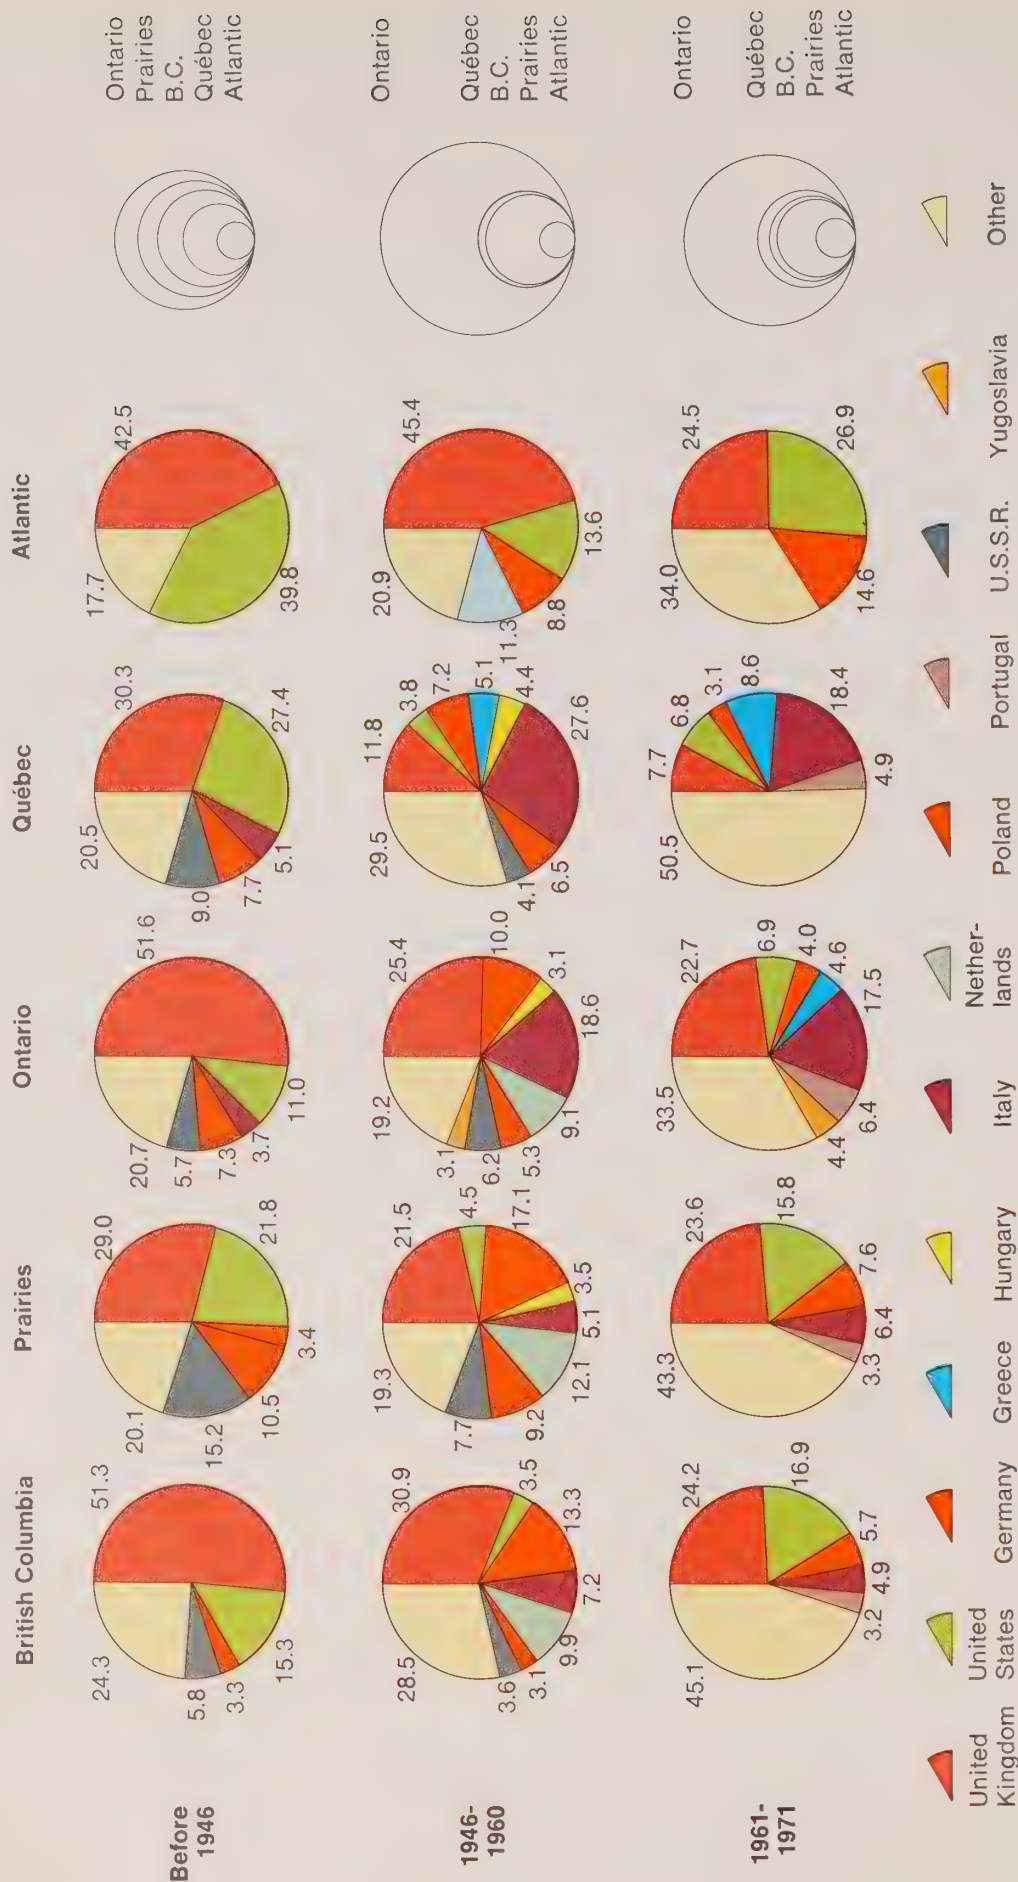 British Columbia
Prairies
Ontario
Québec
Atlantic
Before
1946
24.3
51.3
5.8
3.3
15.3
20.1
29.0
15.2
10.5
3.4
21.8
20.7
51.6
5.7
7.3
3.7
11.0
20.5
30.3
9.0
7.7
5.1
27.4
17.7
42.5
39.8
Ontario
Prairies
B.C.
Québec
Atlantic
1946-
1960
28.5
30.9
3.5
13.3
3.6
3.1
9.9
7.2
19.3
21.5
4.5
17.1
7.7
9.2
12.1
5.1
3.5
19.2
25.4
10.0
3.1
3.1
6.2
5.3
9.1
18.6
29.5
11.8
3.8
7.2
5.1
4.4
4.1
6.5
27.6
20.9
45.4
11.3
8.8
13.6
Ontario
Québec
B.C.
Prairies
Atlantic
1961-
1971
45.1
24.2
16.9
5.7
4.9
3.2
43.3
23.6
15.8
7.6
6.4
3.3
33.5
22.7
6.9
4.0
4.6
17.5
6.4
4.4
50.5
7.7
6.8
3.1
8.6
18.4
4.9
34.0
24.5
26.9
14.6
Ontario
Québec
B.C.
Prairies
Atlantic
United
Kingdom
United
States
Germany
Greece
Hungary
Italy
Nether-
lands
Poland
Portugal
U.S.S.R.
Yugoslavia
Other